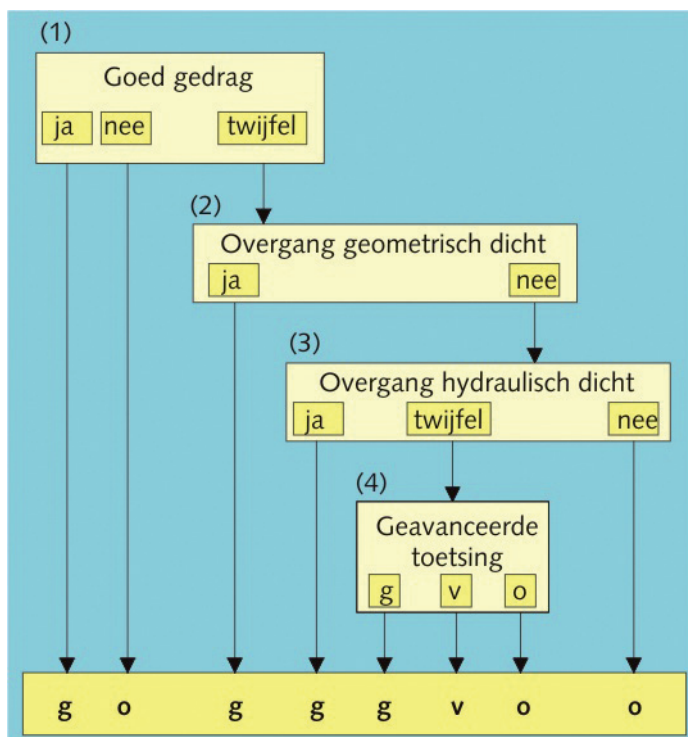 (1)
Goed gedrag
ja nee twijfel
(2)
Overgang geometrisch dicht
ja nee
(3)
Overgang hydraulisch dicht
ja twijfel nee
(4)
Geavanceerde
toetsing
g v o
g o g g g v o o